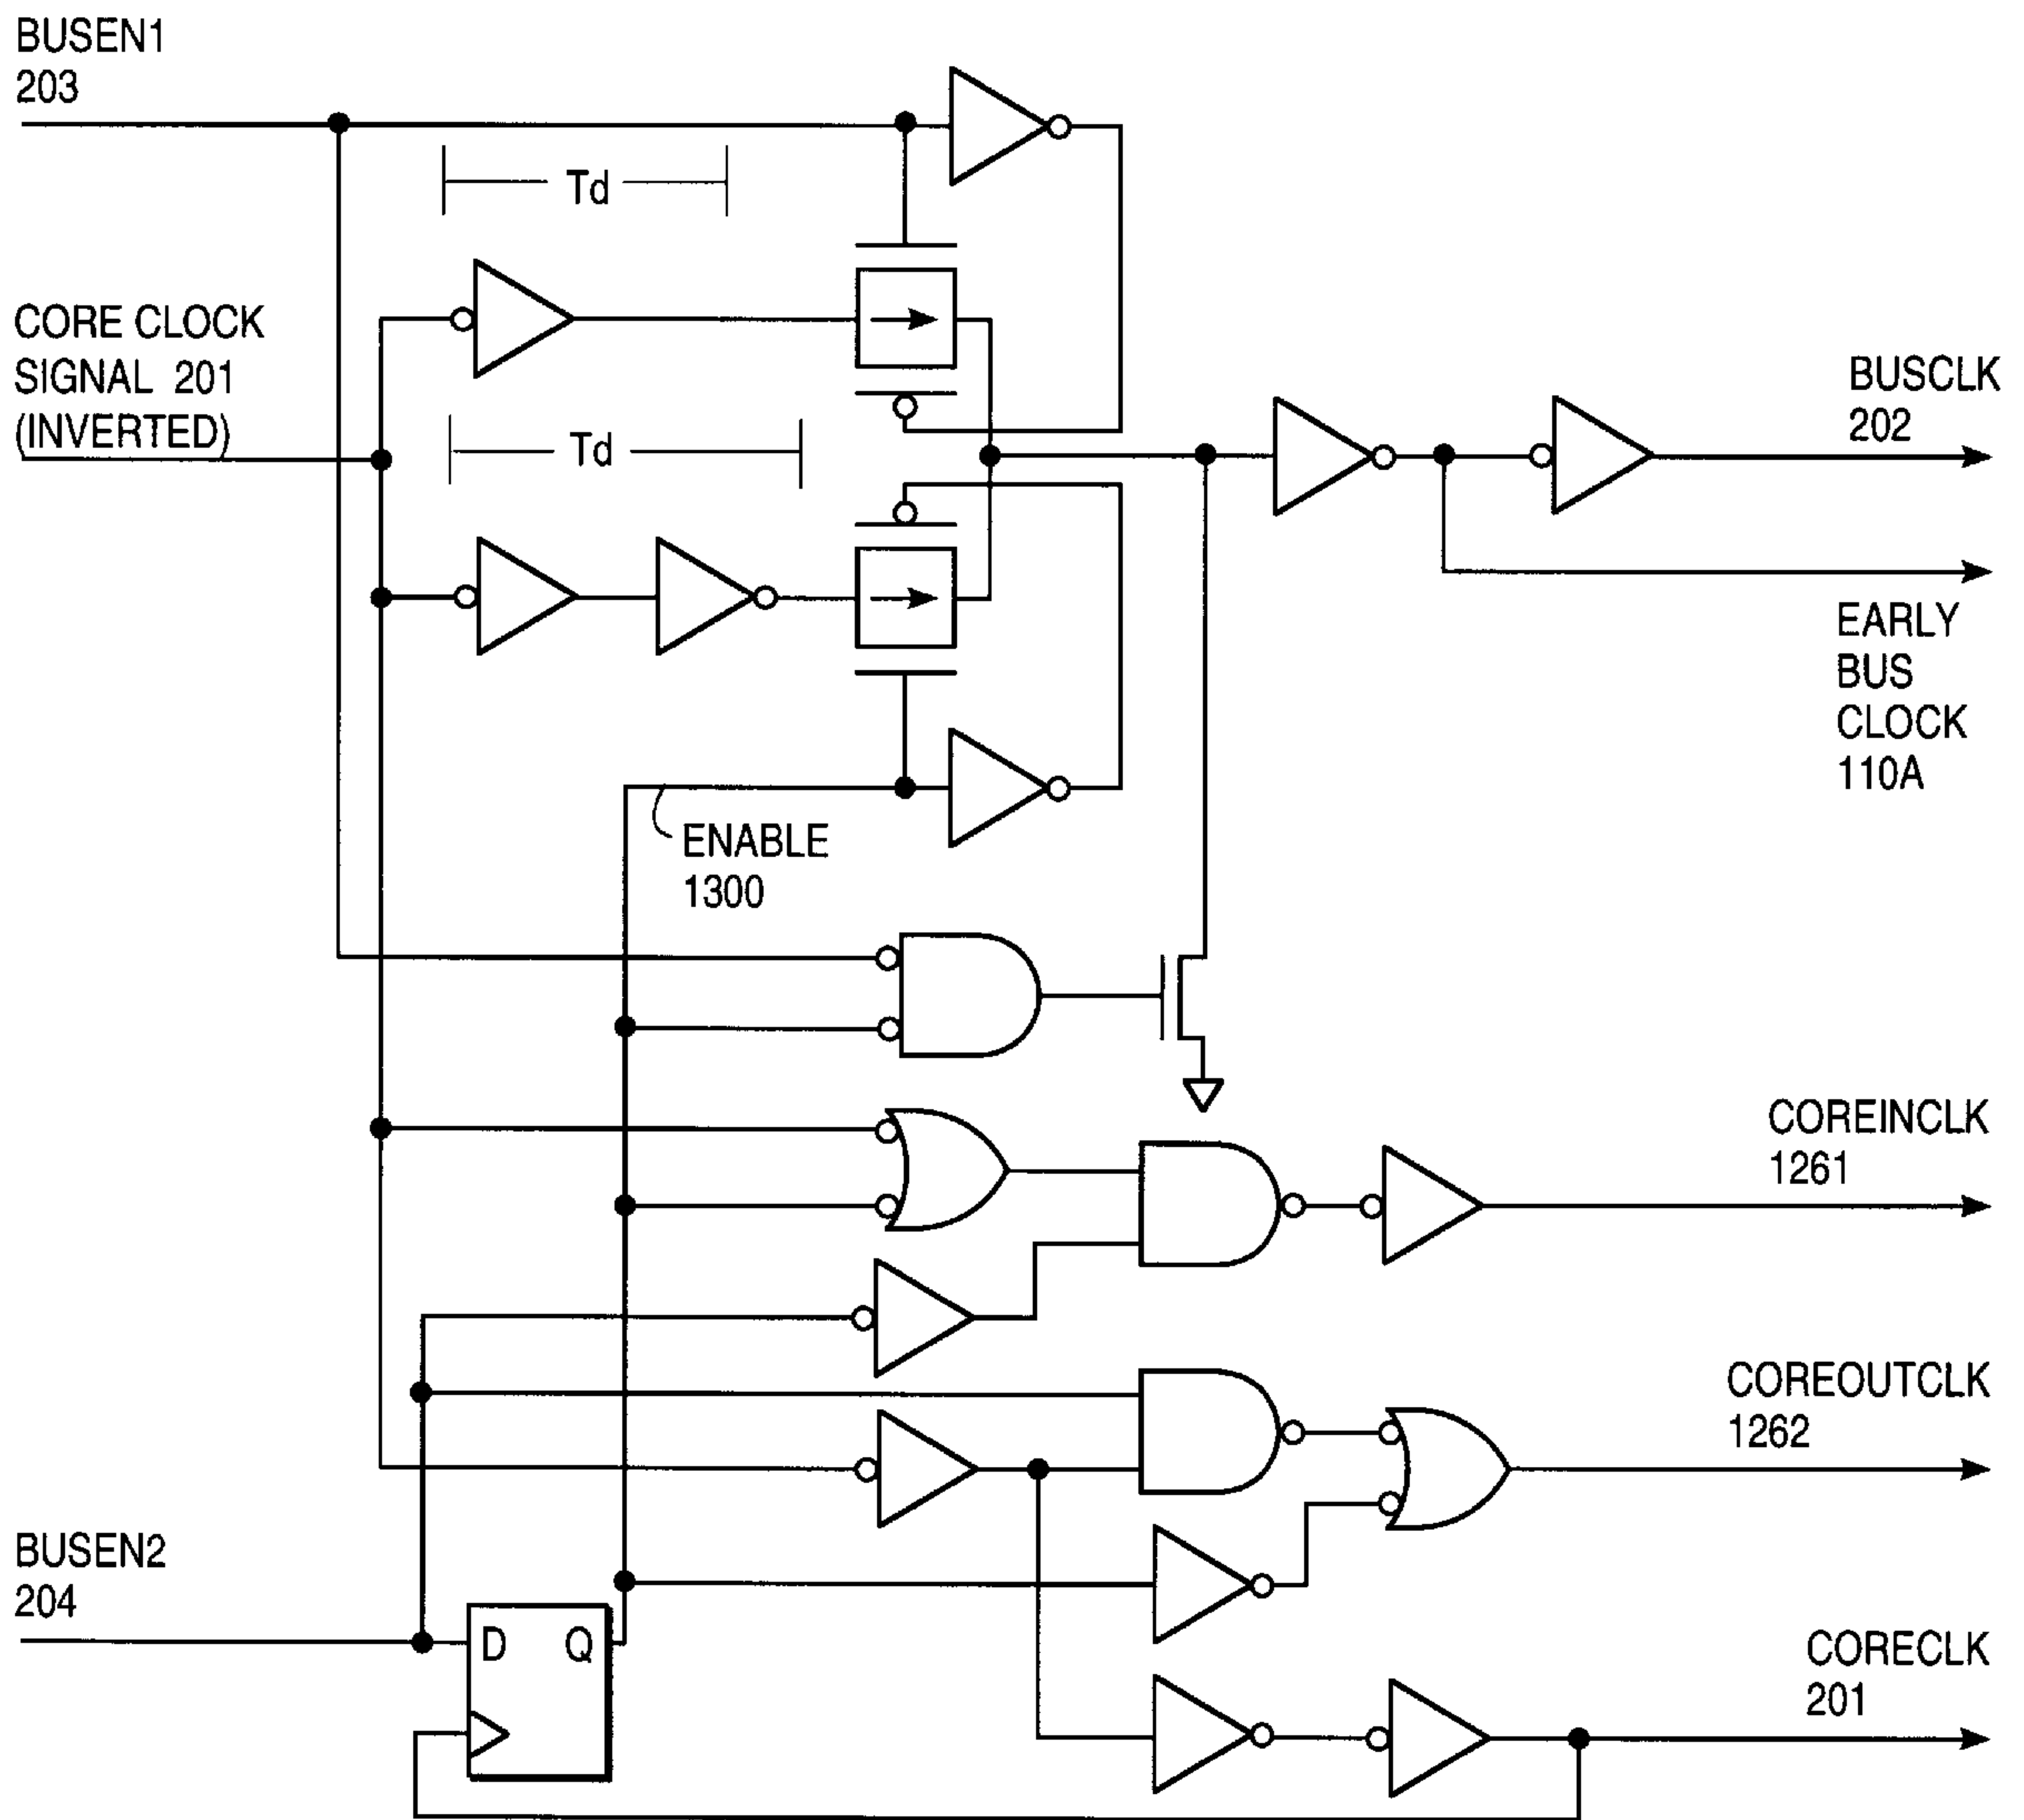 BUSEN1
203
Td
CORE CLOCK
SIGNAL 201
(INVERTED)
Td
BUSCLK
202
EARLY
BUS
CLOCK
110A
ENABLE
1300
COREINCLK
1261
COREOUTCLK
1262
BUSEN2
204
D Q
CORECLK
201